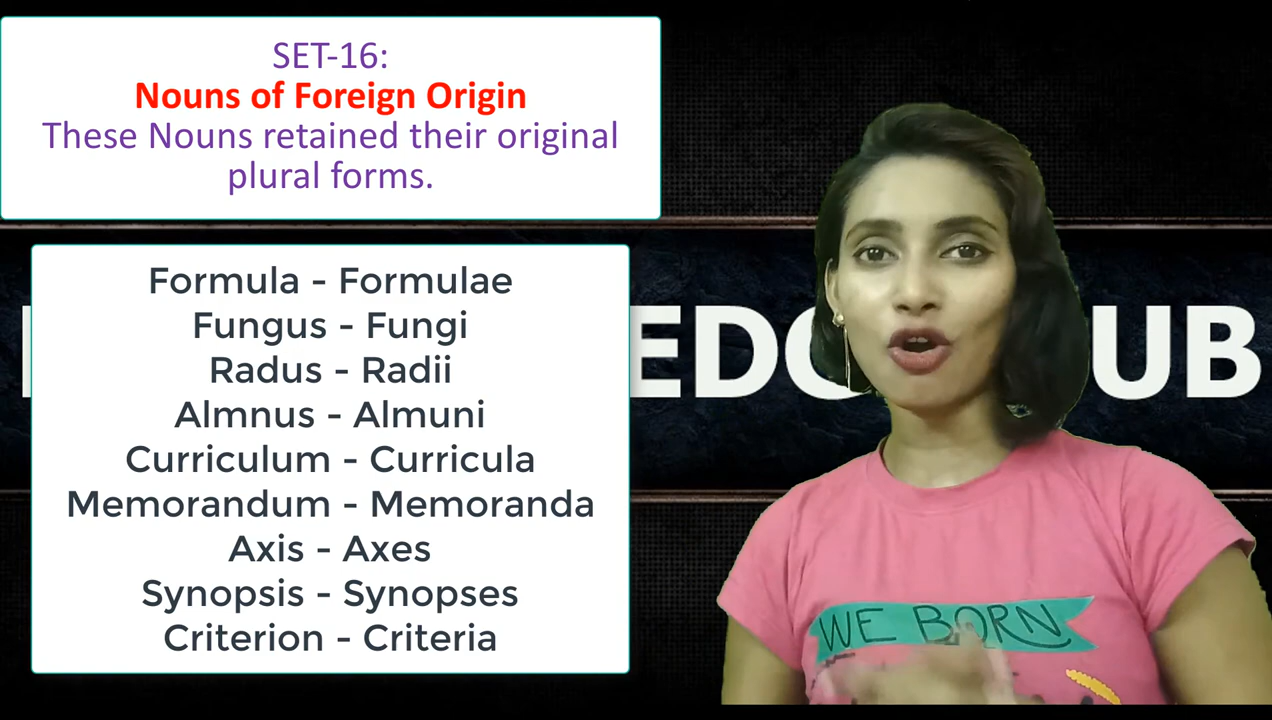 SET-16:
Nouns of Foreign Origin
These Nouns retained their original
plural forms.
Formula - Formulae
Fungus - Fungi
Radus - Radii
Almnus - Almuni
Curriculum - Curricula
Memorandum - Memoranda
Axis - Axes
Synopsis - Synopses
Criterion - Criteria
WE BORN